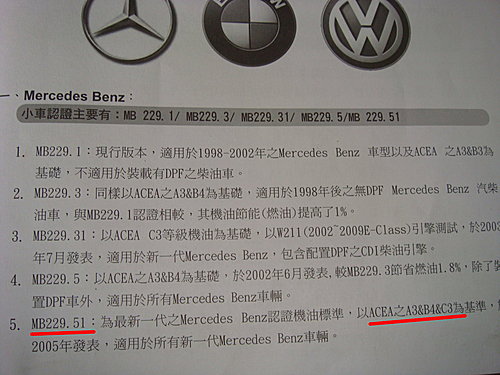 一、Mercedes Benz：
小車認證主要有：MB 229.1/ MB229.3/ MB229.31/ MB229.5/MB 229.51
1. MB229.1：現行版本，適用於1998-2002年之Mercedes Benz 車型以及ACEA 之A3&B3為
基礎，不適用於裝載有DPF之柴油車。
2. MB229.3：同樣以ACEA之A3&B4為基礎，適用於1998年後之無DPF Mercedes Benz 汽柴
油車，與MB229.1認證相較，其機油節能(燃油)提高了1%。
3. MB229.31：以ACEA C3等級機油為基礎，以W211(2002~2009E-Class)引擎測試，於2003
年7月發表，適用於新一代Mercedes Benz，包含配置DPF之CDI柴油引擎。
4. MB229.5：以ACEA之A3&B4為基礎，於2002年6月發表,較MB229.3節省燃油1.8%，除了裝
置DPF車外，適用於所有Mercedes Benz車輛。
5. MB229.51：為最新一代之Mercedes Benz認證機油標準，以ACEA之A3&B4&C3為基準，於
2005年發表，適用於所有新一代Mercedes Benz車輛。